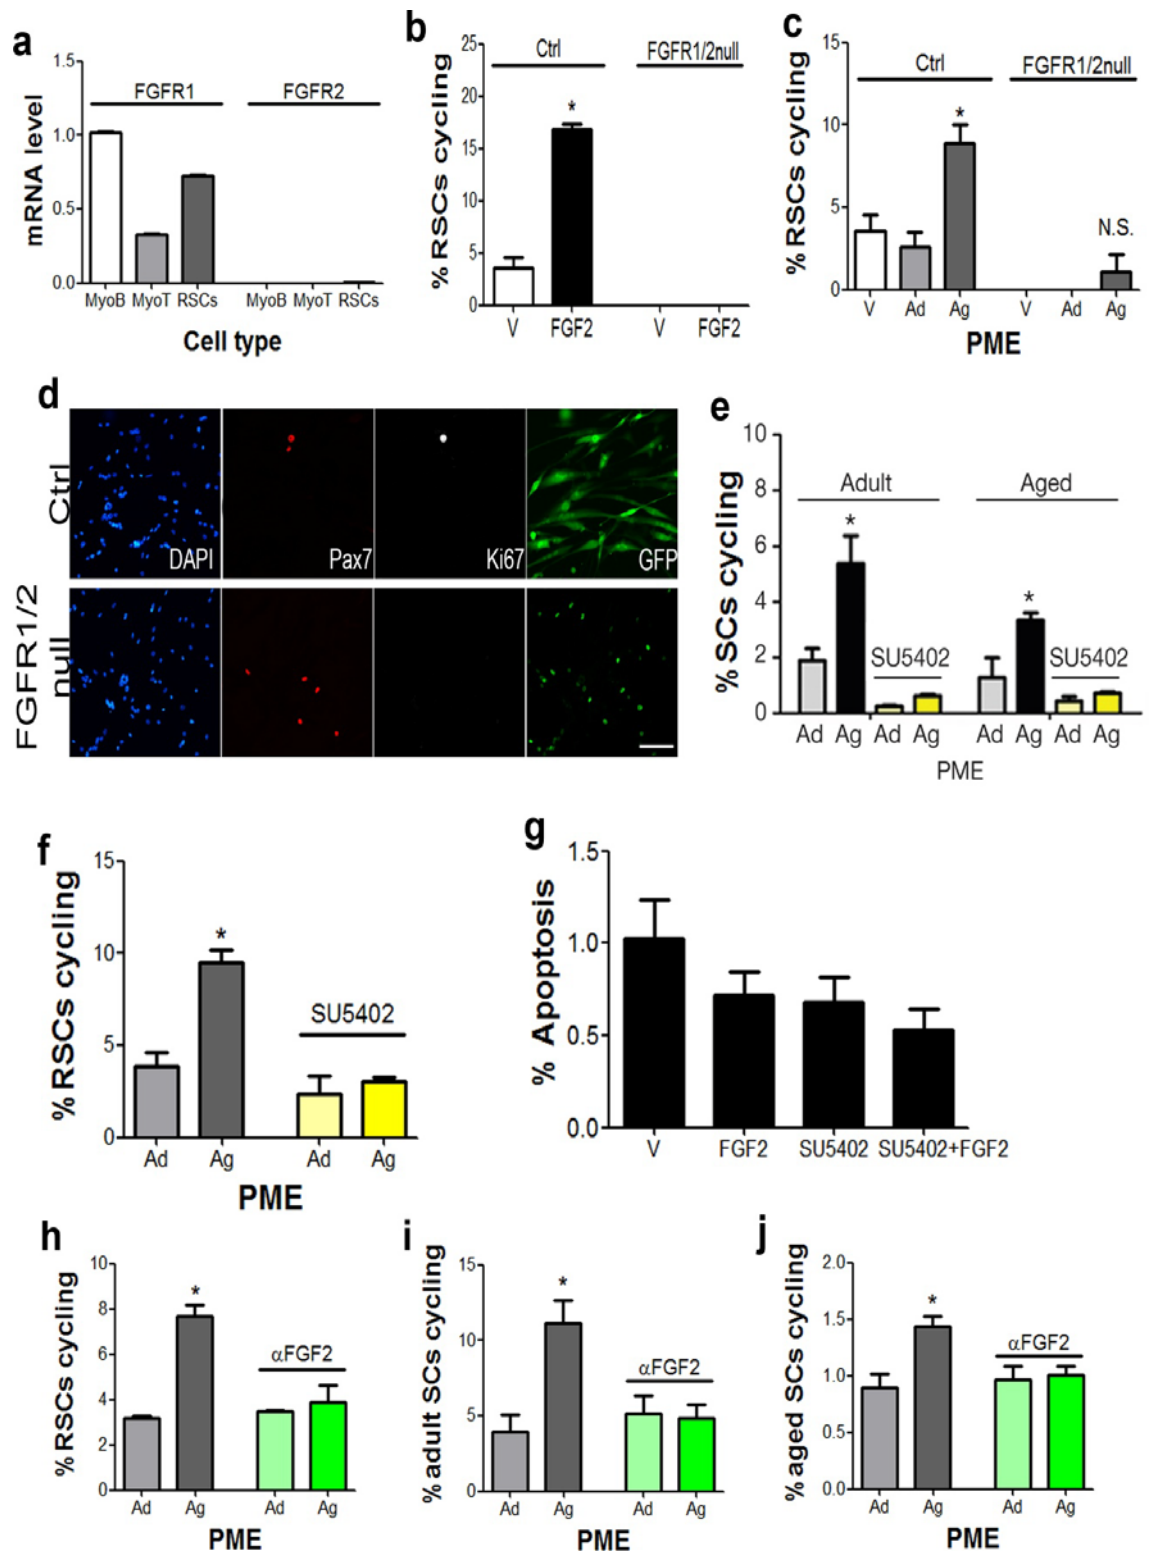 a
mRNA level
1.5
1.0
0.5
0.0
FGFR1 FGFR2
MyoB MyoT RSCs MyoB MyoT RSCs
Cell type
b
% RSCs cycling
25
20
15
10
5
0
Ctrl FGFR1/2null
*
V FGF2 V FGF2
c
% RSCs cycling
15
10
5
0
Ctrl FGFR1/2null
*
N.S.
V Ad Ag V Ad Ag
PME
d
Ctrl
DAPI Pax7 Ki67 GFP
FGFR1/2
null
e
% SCs cycling
10
8
6
4
2
0
Adult Aged
* *
SU5402 SU5402
Ad Ag Ad Ag Ad Ag Ad Ag
PME
f
% RSCs cycling
15
10
5
0
*
SU5402
Ad Ag Ad Ag
PME
g
% Apoptosis
1.5
1.0
0.5
0.0
V FGF2 SU5402 SU5402+FGF2
h
% RSCs cycling
10
8
6
4
2
0
*
αFGF2
Ad Ag Ad Ag
PME
i
% adult SCs cycling
15
10
5
0
*
αFGF2
Ad Ag Ad Ag
PME
j
% aged SCs cycling
2.0
1.5
1.0
0.5
0.0
*
αFGF2
Ad Ag Ad Ag
PME